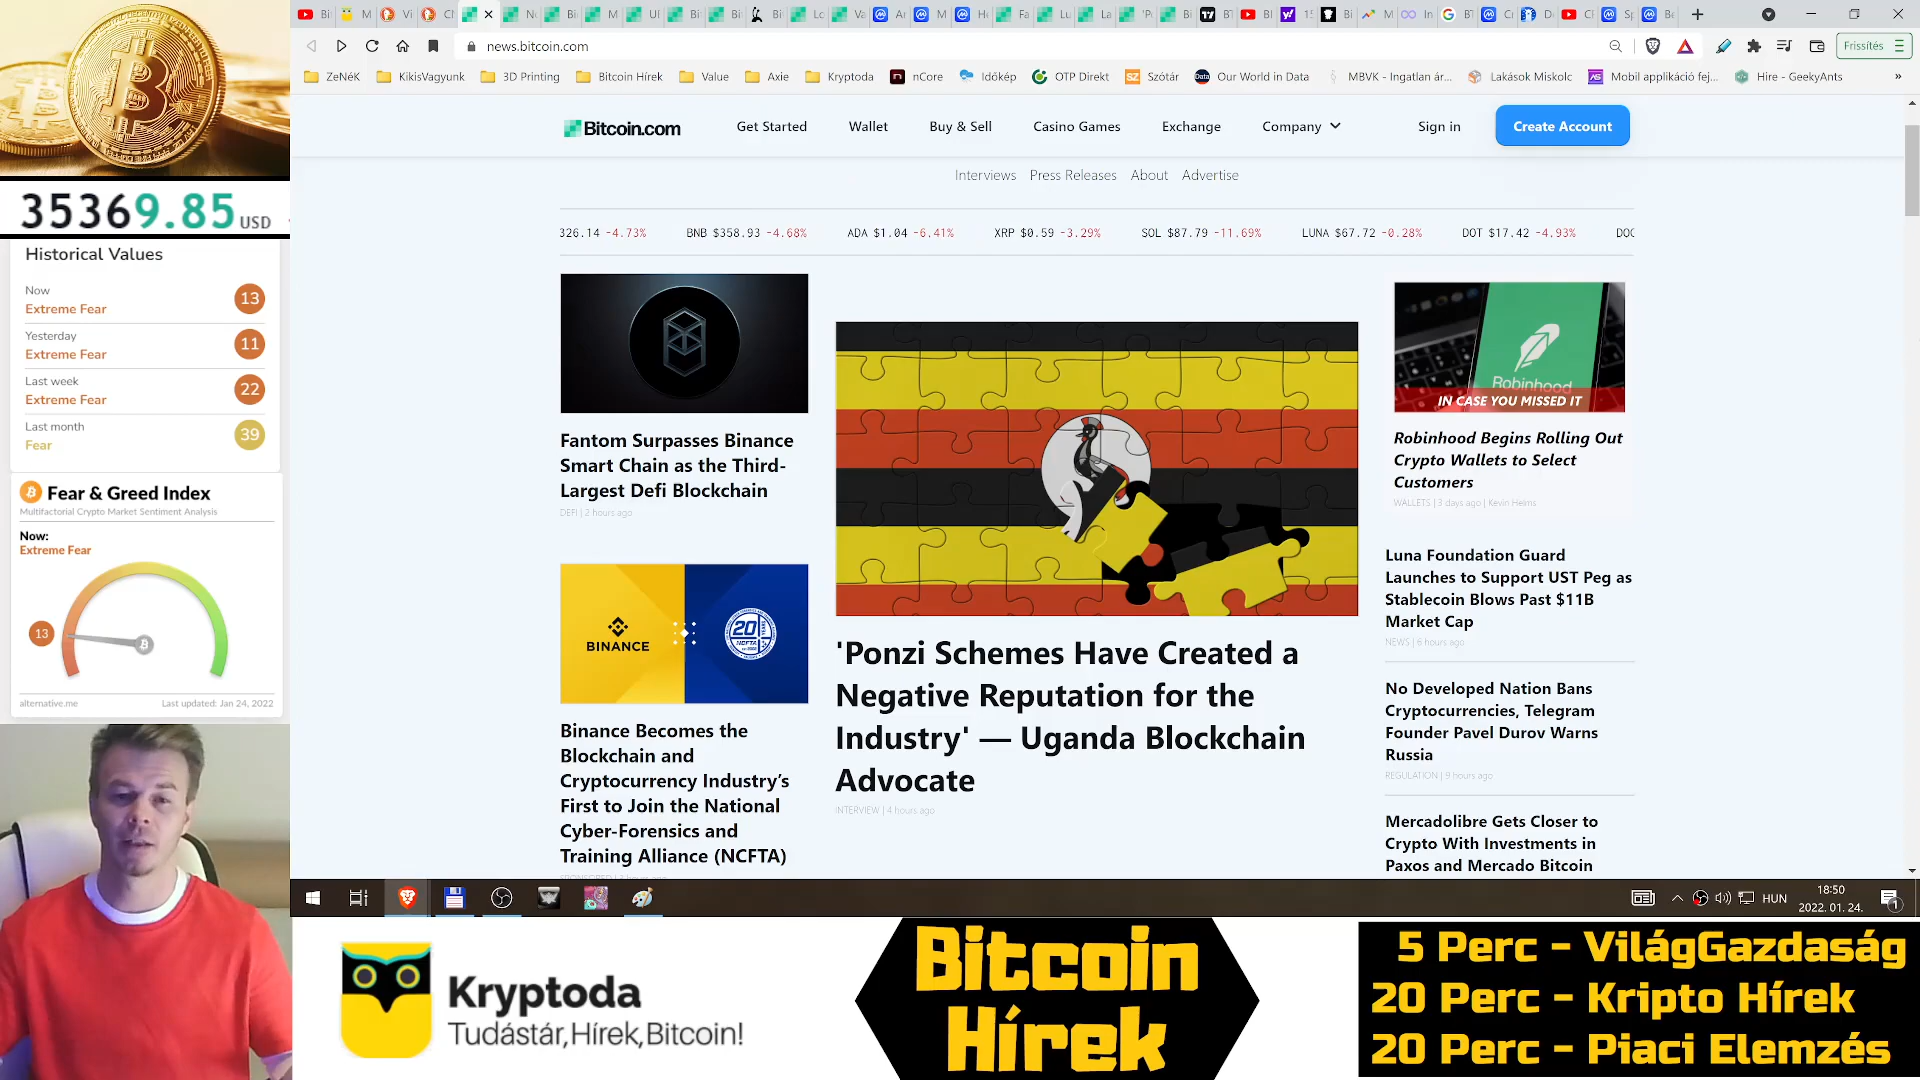 35369.85 USD
Historical Values
Now
Extreme Fear
13
Yesterday
Extreme Fear
11
Last week
Extreme Fear
22
Last month
Fear
39
Fear & Greed Index
Multifactorial Crypto Market Sentiment Analysis
Now:
Extreme Fear
13
alternative.me
Last updated: Jan 24, 2022
news.bitcoin.com
Frissítés
ZeNéK
KikisVagyunk
3D Printing
Bitcoin Hírek
Value
Axie
Kryptoda
nCore
Időkép
OTP Direkt
Szótár
Our World in Data
MBVK - Ingatlan ár...
Lakások Miskolc
Mobil applikáció fej...
Hire - GeekyAnts
»
Bitcoin.com
Get Started
Wallet
Buy & Sell
Casino Games
Exchange
Company
Sign in
Create Account
Interviews
Press Releases
About
Advertise
326.14 -4.73%
BNB $358.93 -4.68%
ADA $1.04 -6.41%
XRP $0.59 -3.29%
SOL $87.79 -11.69%
LUNA $67.72 -0.28%
DOT $17.42 -4.93%
Fantom Surpasses Binance
Smart Chain as the Third-
Largest Defi Blockchain
DEFI | 2 hours ago
BINANCE
20
NCFTA
Binance Becomes the
Blockchain and
Cryptocurrency Industry's
First to Join the National
Cyber-Forensics and
Training Alliance (NCFTA)
'Ponzi Schemes Have Created a
Negative Reputation for the
Industry' — Uganda Blockchain
Advocate
INTERVIEW | 4 hours ago
Robinhood
IN CASE YOU MISSED IT
Robinhood Begins Rolling Out
Crypto Wallets to Select
Customers
WALLETS | 3 days ago | Kevin Helms
Luna Foundation Guard
Launches to Support UST Peg as
Stablecoin Blows Past $11B
Market Cap
NEWS | 6 hours ago
No Developed Nation Bans
Cryptocurrencies, Telegram
Founder Pavel Durov Warns
Russia
REGULATION | 9 hours ago
Mercadolibre Gets Closer to
Crypto With Investments in
Paxos and Mercado Bitcoin
HUN
18:50
2022. 01. 24.
1
Kryptoda
Tudástár,Hírek,Bitcoin!
Bitcoin
Hírek
5 Perc - VilágGazdaság
20 Perc - Kripto Hírek
20 Perc - Piaci Elemzés